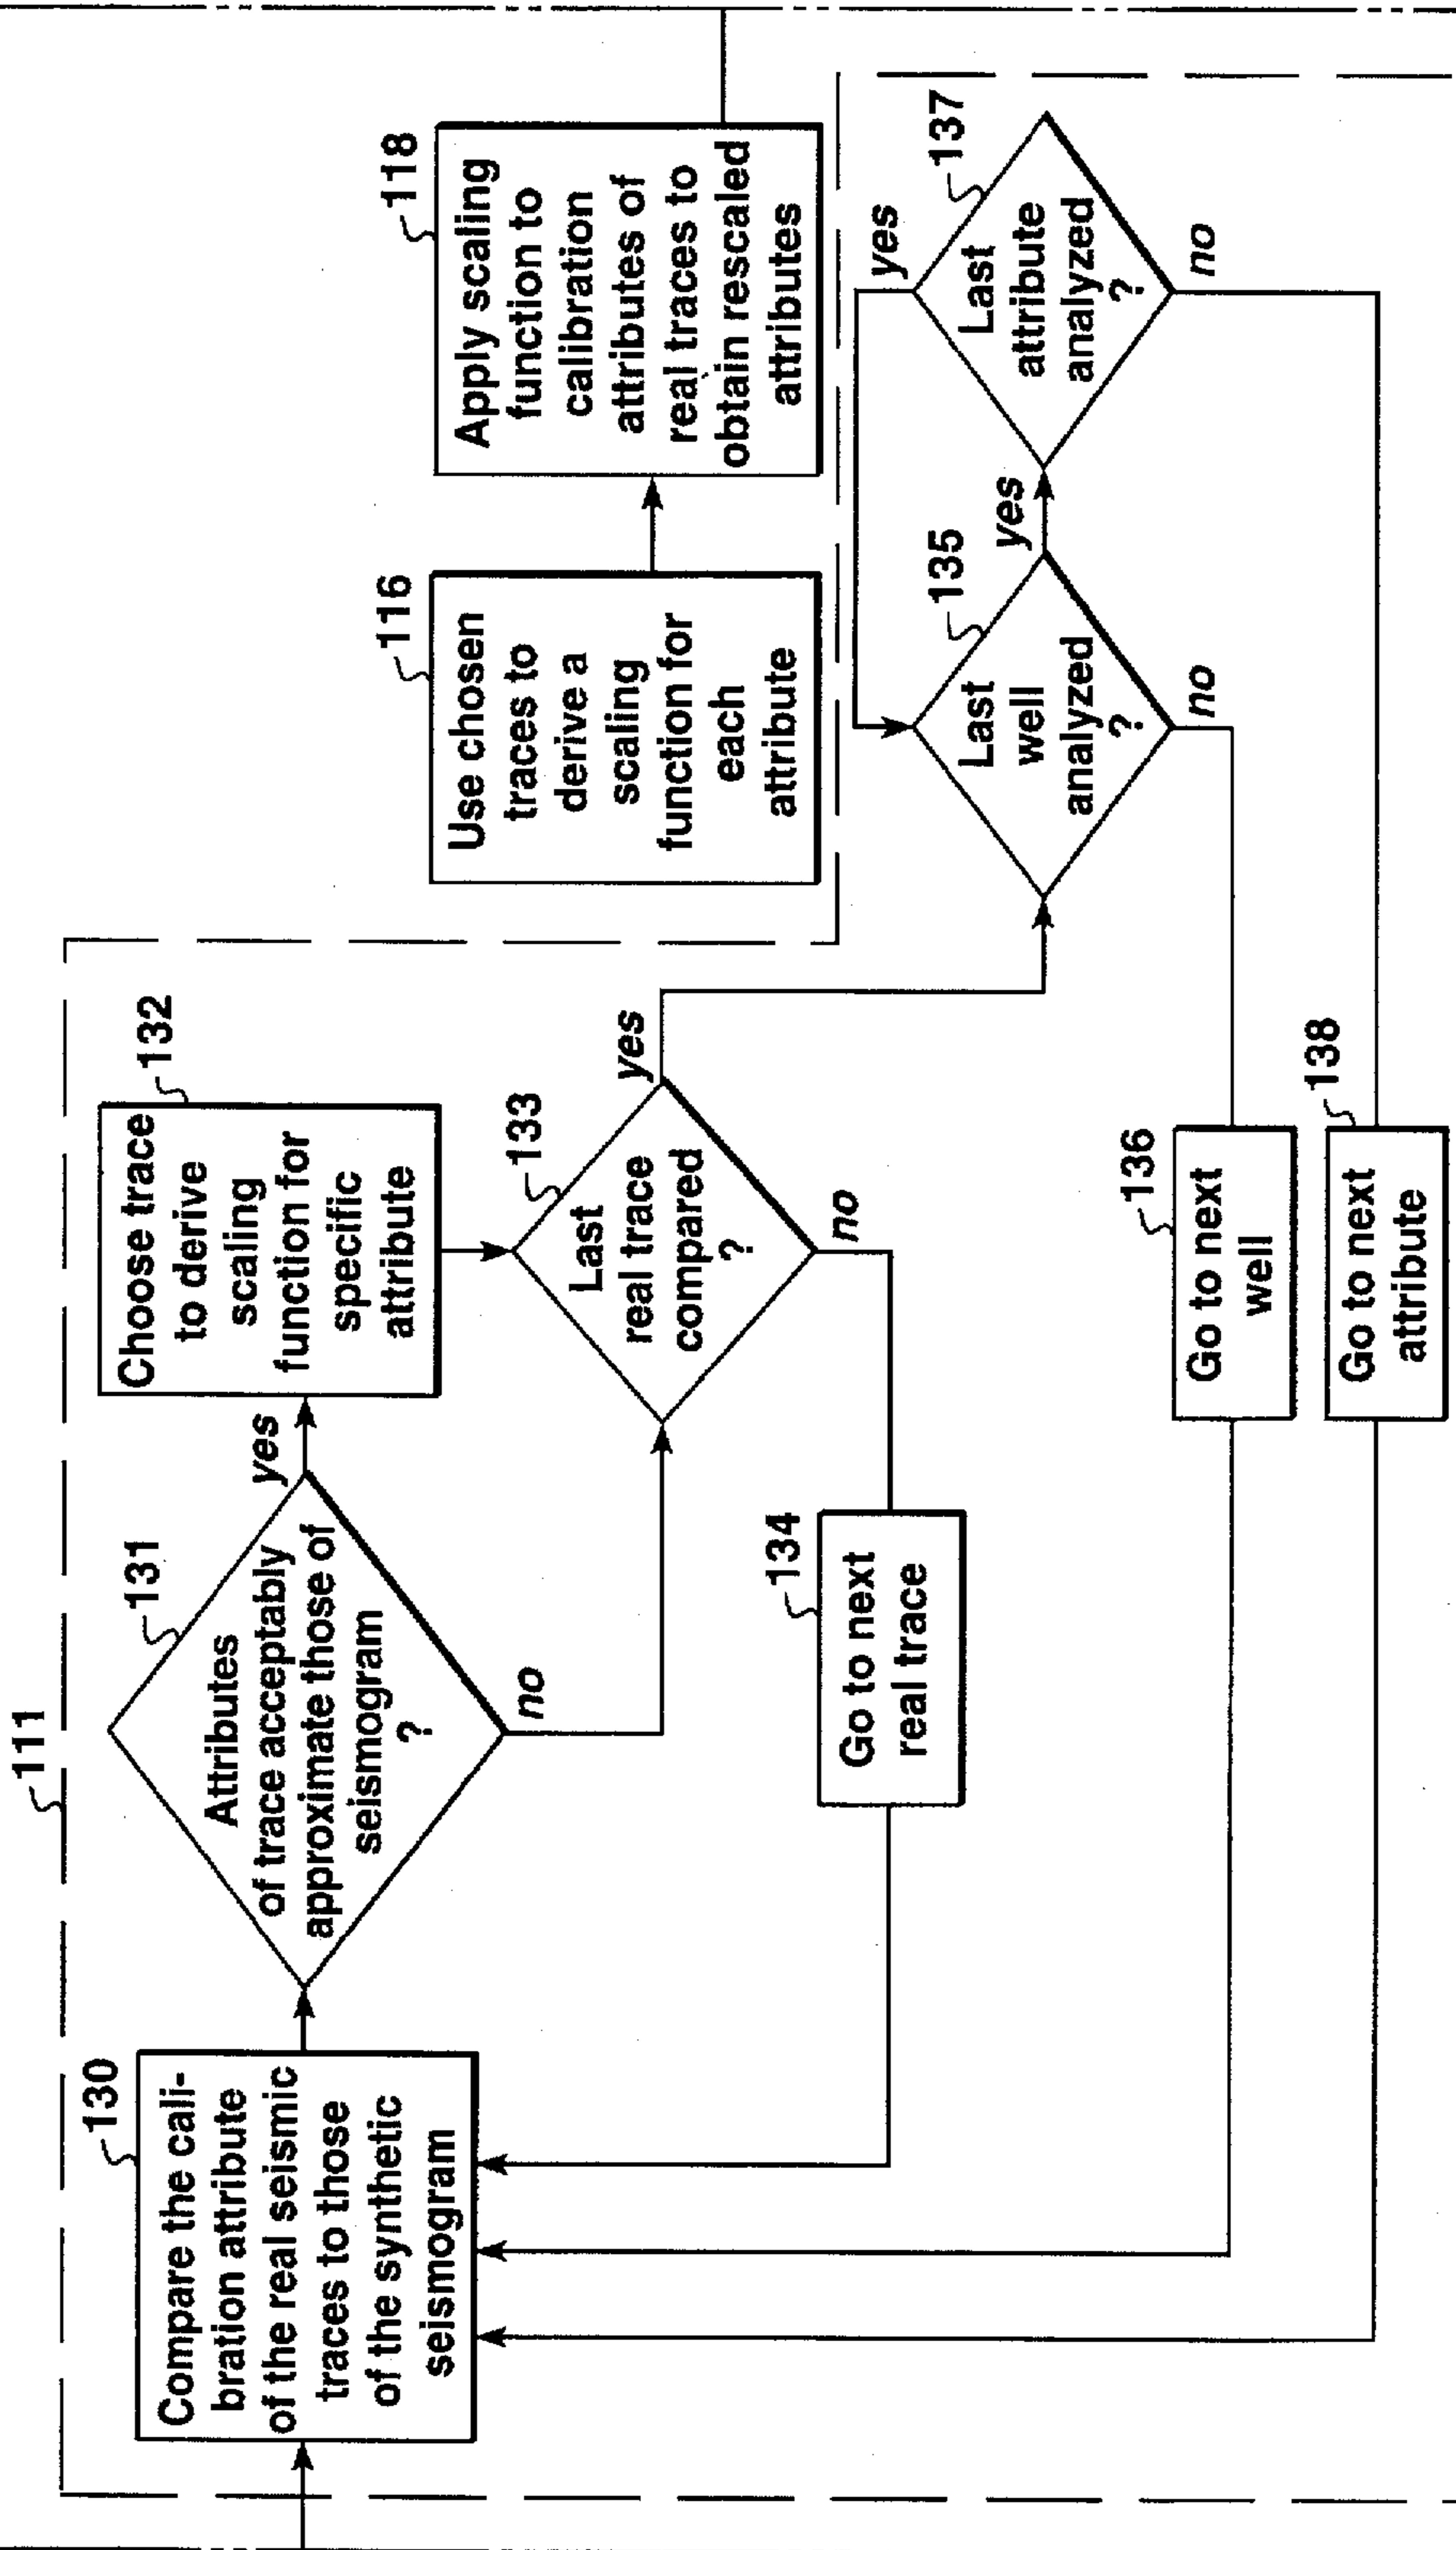 111
130
Compare the cali-
bration attribute
of the real seismic
traces to those
of the synthetic
seismogram
131
Attributes
of trace acceptably
approximate those of
seismogram
?
yes
no
132
Choose trace
to derive
scaling
function for
specific
attribute
133
Last
real trace
compared
?
yes
no
134
Go to next
real trace
116
Use chosen
traces to
derive a
scaling
function for
each
attribute
118
Apply scaling
function to
calibration
attributes of
real traces to
obtain rescaled
attributes
135
Last
well
analyzed
?
yes
no
137
Last
attribute
analyzed
?
yes
no
136
Go to next
well
138
Go to next
attribute